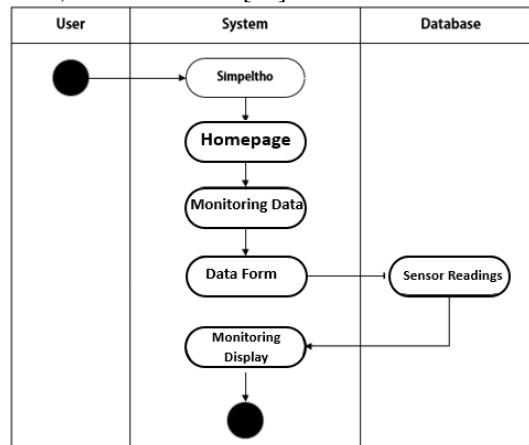 User
System
Database
Simpeltho
Homepage
Monitoring Data
Data Form
Sensor Readings
Monitoring
Display